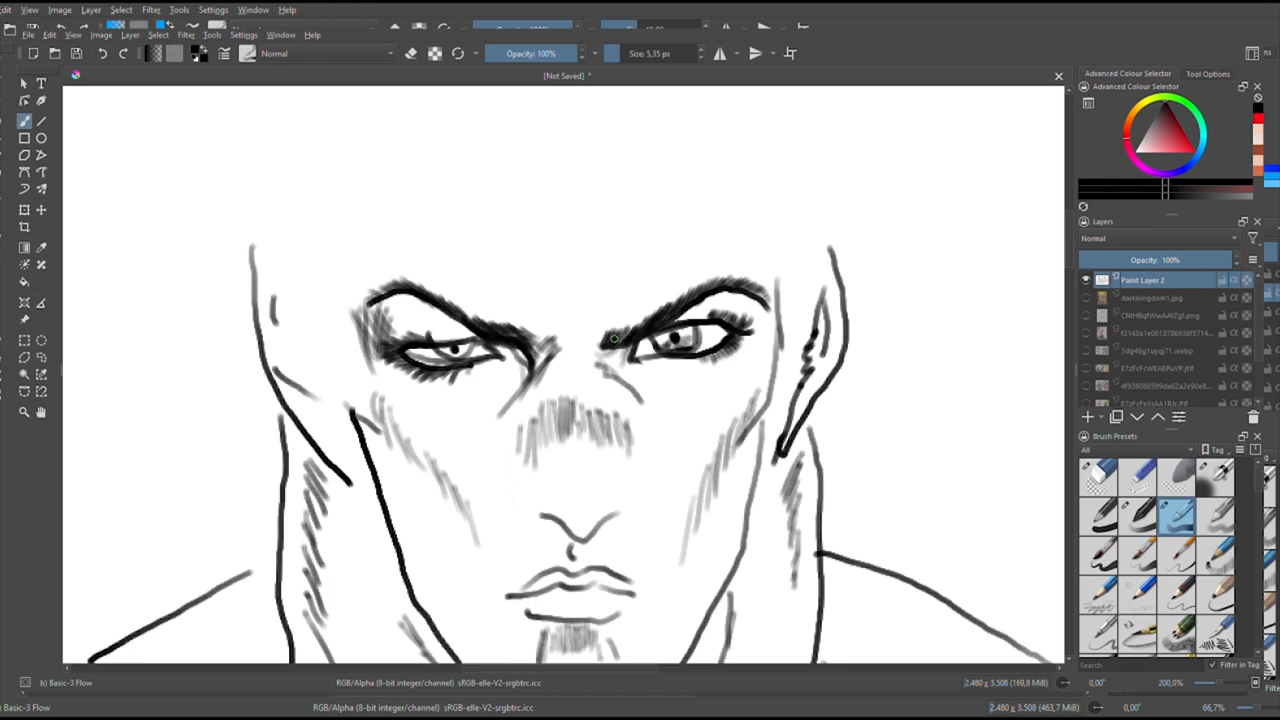 View Image Layer Select Filter Tools Settings Window Help
File Edit View Image Layer Select Filter Tools Settings Window Help
Normal Opacity: 100% Size: 5,35 px
[Not Saved] *
Advanced Colour Selector Tool Options
Advanced Colour Selector
Layers
Normal
Opacity: 100%
Paint Layer 2
darkkingdom1.jpg
3dg48g1uyqj71.webp
Brush Presets
All Tag
Search Filter in Tag
b) Basic-3 Flow RGB/Alpha (8-bit integer/channel) sRGB-elle-V2-srgbtrc.icc 2.480 x 3.508 (169,8 MiB) 0,00° 200,0%
Basic-3 Flow RGB/Alpha (8-bit integer/channel) sRGB-elle-V2-srgbtrc.icc 2.480 x 3.508 (463,7 MiB) 0,00° 66,7%